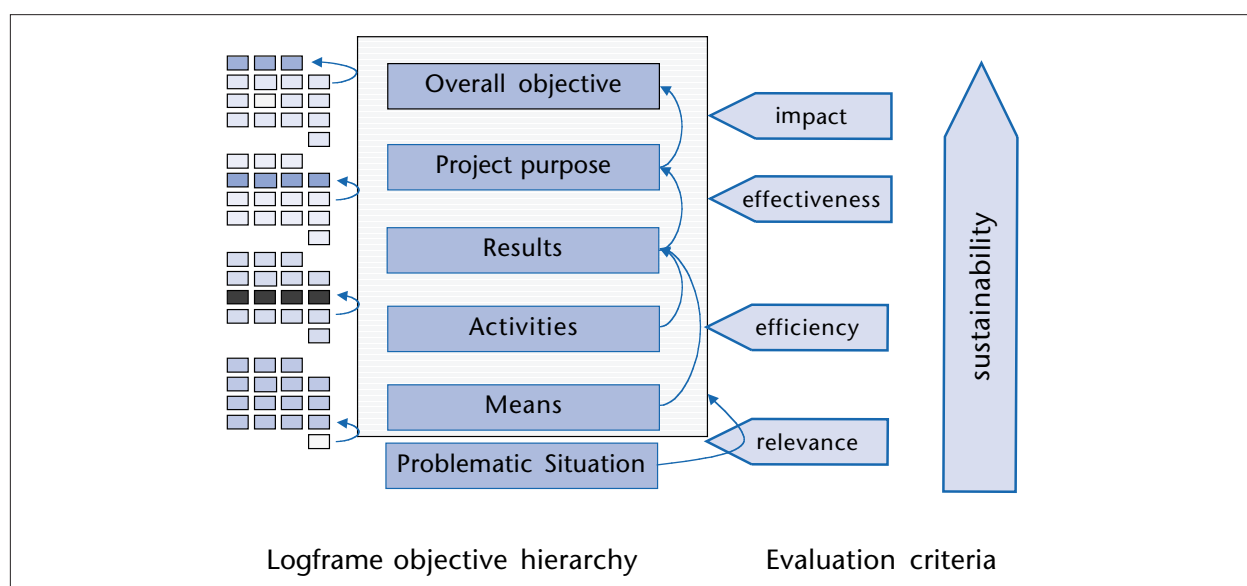 Overall objective
impact
Project purpose
effectiveness
Results
Activities
efficiency
Means
relevance
Problematic Situation
sustainability
Logframe objective hierarchy
Evaluation criteria